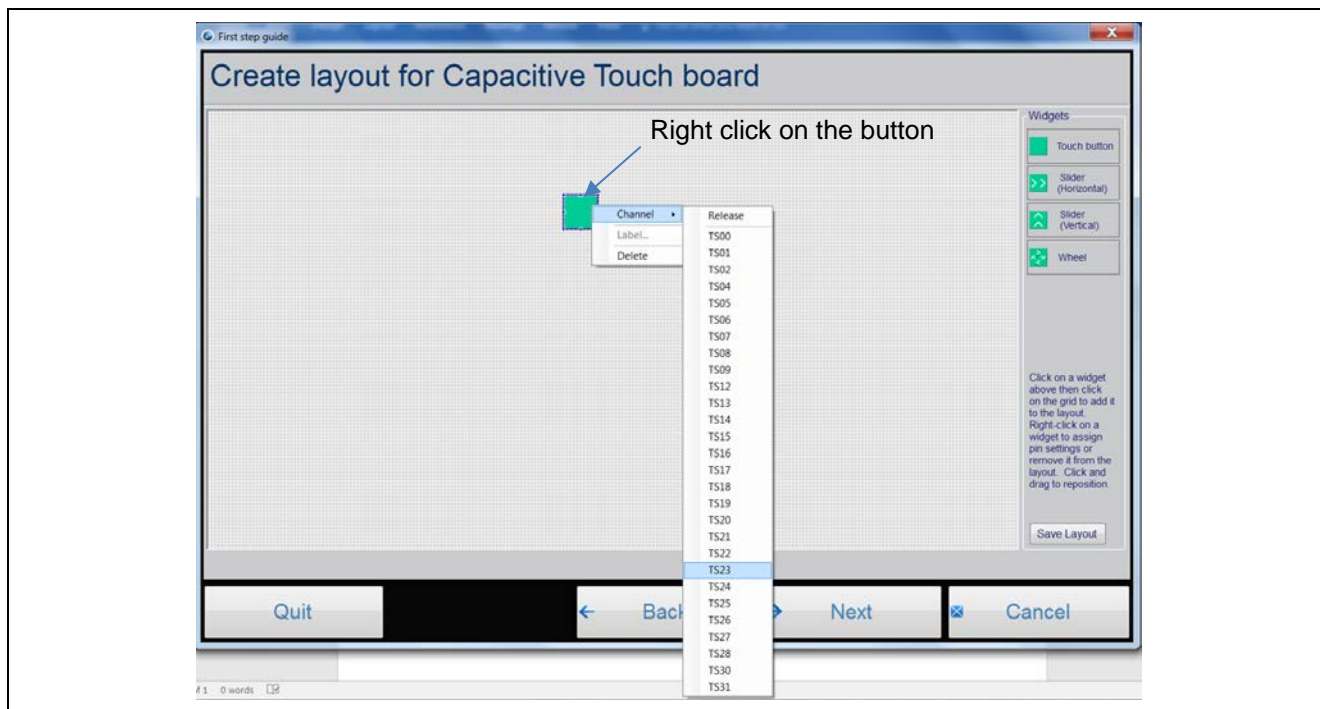 First step guide
Create layout for Capacitive Touch board
Right click on the button
Channel
Label...
Delete
Release
TS00
TS01
TS02
TS04
TS05
TS06
TS07
TS08
TS09
TS12
TS13
TS14
TS15
TS16
TS17
TS18
TS19
TS20
TS21
TS22
TS23
TS24
TS25
TS26
TS27
TS28
TS30
TS31
Widgets
Touch button
Slider
(Horizontal)
Slider
(Vertical)
Wheel
Click on a widget
above then click
on the grid to add it
to the layout.
Right-click on a
widget to assign
pin settings or
remove it from the
layout. Click and
drag to reposition.
Save Layout
Quit
Back
Next
Cancel
1 0 words